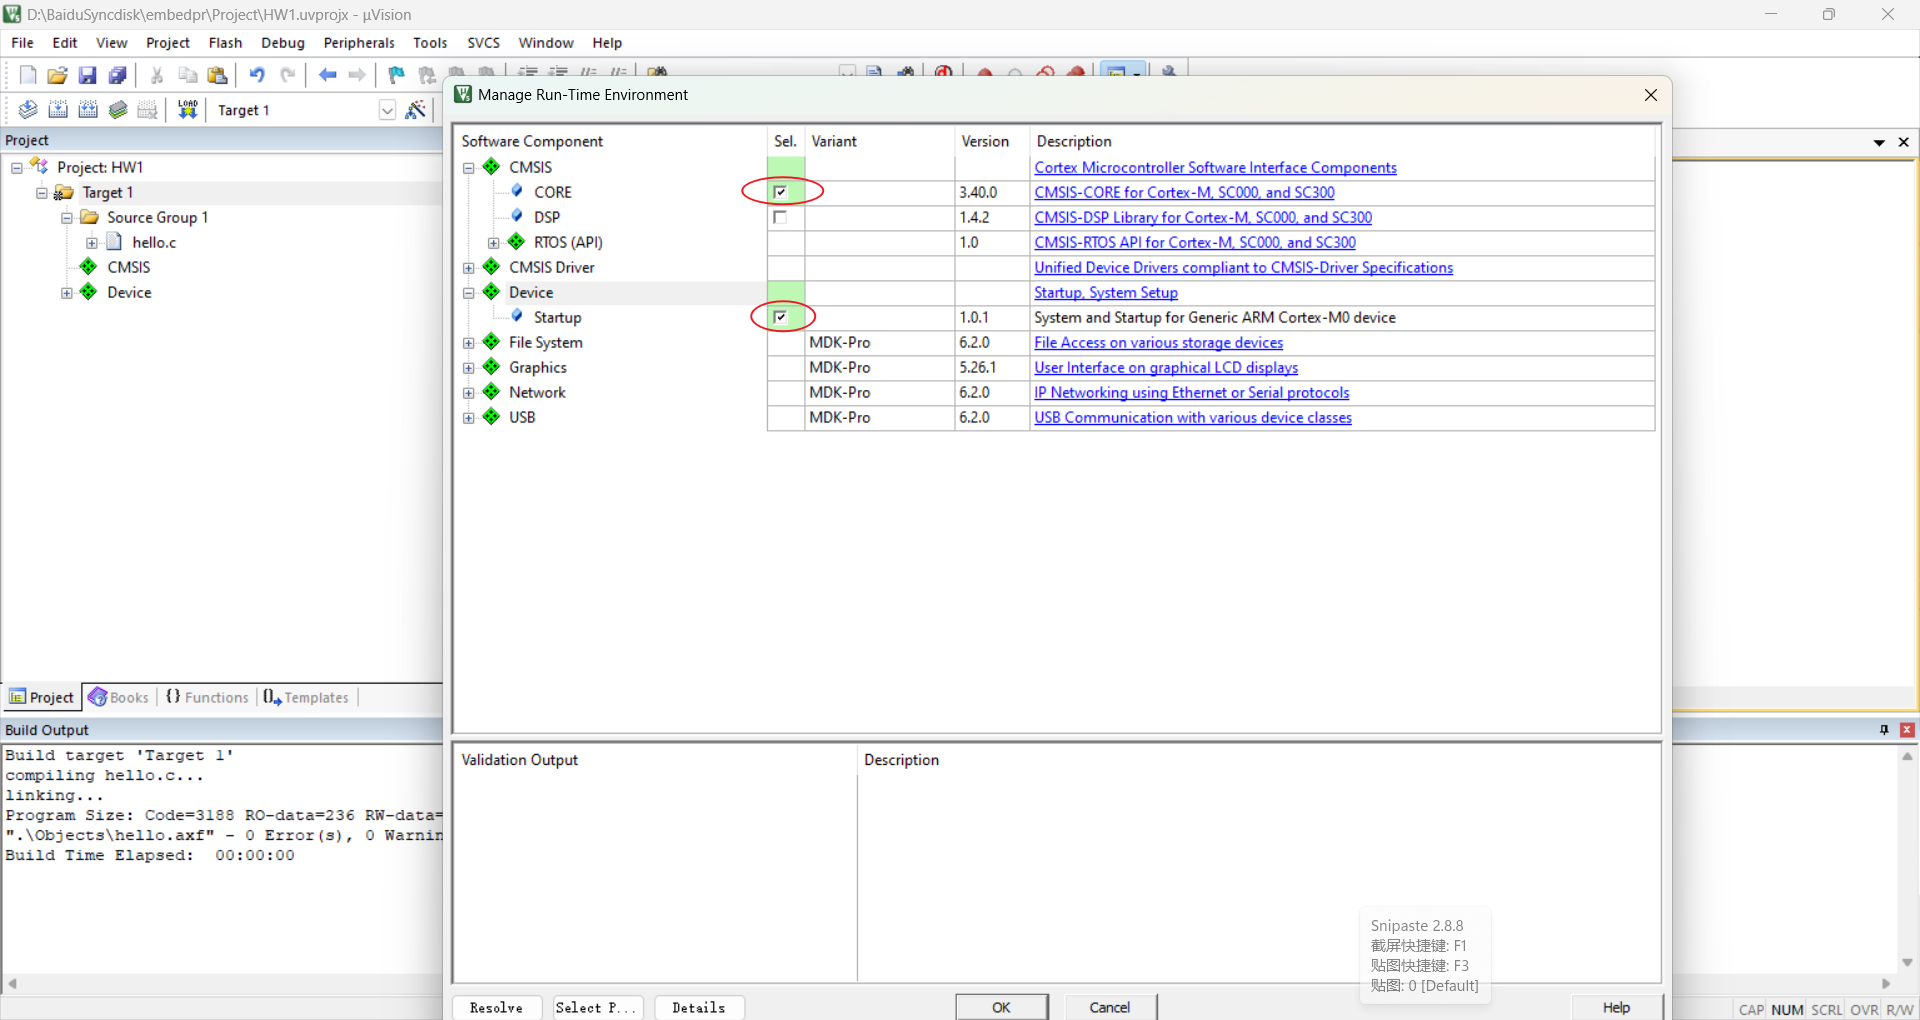 D:\BaiduSyncdisk\embedpr\Project\HW1.uvprojx - µVision
File Edit View Project Flash Debug Peripherals Tools SVCS Window Help
LOAD Target 1
Project
Project: HW1
Target 1
Source Group 1
hello.c
CMSIS
Device
Project Books {} Functions Templates
Manage Run-Time Environment
Software Component Sel. Variant Version Description
CMSIS Cortex Microcontroller Software Interface Components
CORE 3.40.0 CMSIS-CORE for Cortex-M, SC000, and SC300
DSP 1.4.2 CMSIS-DSP Library for Cortex-M, SC000, and SC300
RTOS (API) 1.0 CMSIS-RTOS API for Cortex-M, SC000, and SC300
CMSIS Driver Unified Device Drivers compliant to CMSIS-Driver Specifications
Device Startup, System Setup
Startup 1.0.1 System and Startup for Generic ARM Cortex-M0 device
File System MDK-Pro 6.2.0 File Access on various storage devices
Graphics MDK-Pro 5.26.1 User Interface on graphical LCD displays
Network MDK-Pro 6.2.0 IP Networking using Ethernet or Serial protocols
USB MDK-Pro 6.2.0 USB Communication with various device classes
Validation Output Description
Resolve Select P... Details OK Cancel Help
Build Output
Build target 'Target 1'
compiling hello.c...
linking...
Program Size: Code=3188 RO-data=236 RW-data=
".\Objects\hello.axf" - 0 Error(s), 0 Warnin
Build Time Elapsed: 00:00:00
Snipaste 2.8.8
截屏快捷键: F1
贴图快捷键: F3
贴图: 0 [Default]
CAP NUM SCRL OVR R/W